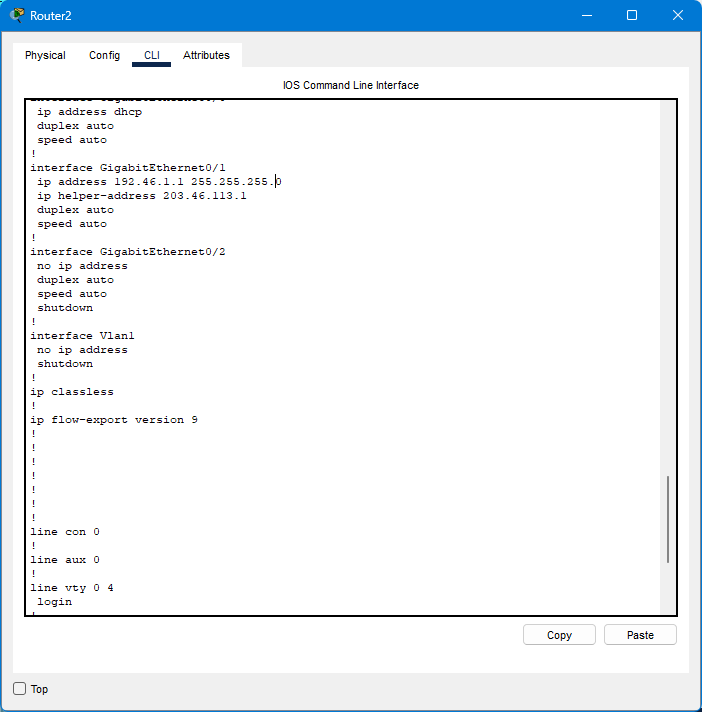 Router2
Physical Config CLI Attributes
IOS Command Line Interface
ip address dhcp
duplex auto
speed auto
!
interface GigabitEthernet0/1
ip address 192.46.1.1 255.255.255.0
ip helper-address 203.46.113.1
duplex auto
speed auto
!
interface GigabitEthernet0/2
no ip address
duplex auto
speed auto
shutdown
!
interface Vlan1
no ip address
shutdown
!
ip classless
!
ip flow-export version 9
!
!
!
!
!
!
!
line con 0
!
line aux 0
!
line vty 0 4
login
!
Copy Paste
Top